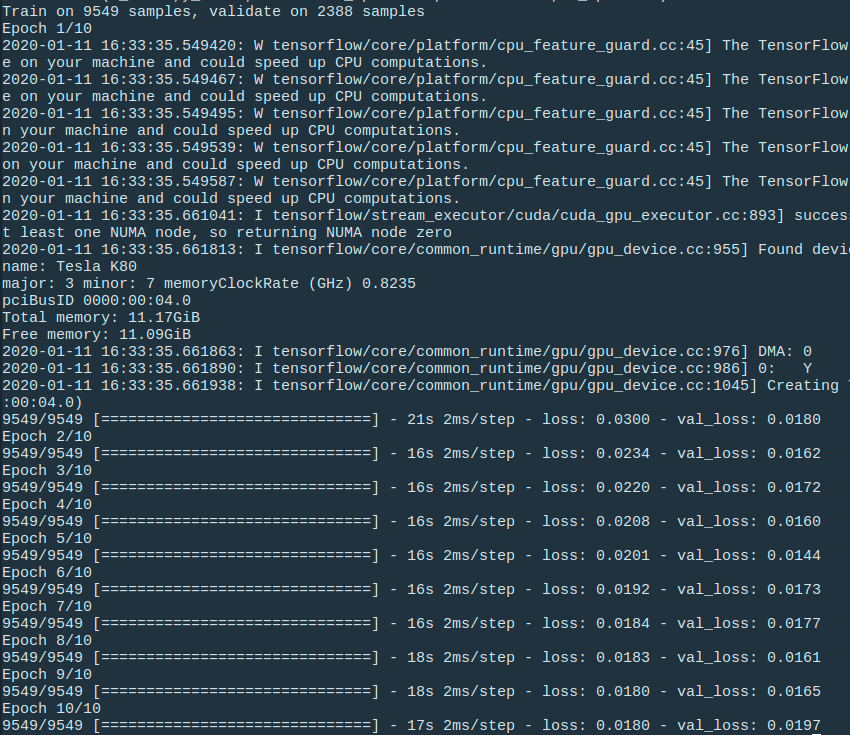 Train on 9549 samples, validate on 2388 samples
Epoch 1/10
2020-01-11 16:33:35.549420: W tensorflow/core/platform/cpu_feature_guard.cc:45] The TensorFlow
e on your machine and could speed up CPU computations.
2020-01-11 16:33:35.549467: W tensorflow/core/platform/cpu_feature_guard.cc:45] The TensorFlow
e on your machine and could speed up CPU computations.
2020-01-11 16:33:35.549495: W tensorflow/core/platform/cpu_feature_guard.cc:45] The TensorFlow
n your machine and could speed up CPU computations.
2020-01-11 16:33:35.549539: W tensorflow/core/platform/cpu_feature_guard.cc:45] The TensorFlow
on your machine and could speed up CPU computations.
2020-01-11 16:33:35.549587: W tensorflow/core/platform/cpu_feature_guard.cc:45] The TensorFlow
n your machine and could speed up CPU computations.
2020-01-11 16:33:35.661041: I tensorflow/stream_executor/cuda/cuda_gpu_executor.cc:893] succes
t least one NUMA node, so returning NUMA node zero
2020-01-11 16:33:35.661813: I tensorflow/core/common_runtime/gpu/gpu_device.cc:955] Found devi
name: Tesla K80
major: 3 minor: 7 memoryClockRate (GHz) 0.8235
pciBusID 0000:00:04.0
Total memory: 11.17GiB
Free memory: 11.09GiB
2020-01-11 16:33:35.661863: I tensorflow/core/common_runtime/gpu/gpu_device.cc:976] DMA: 0
2020-01-11 16:33:35.661890: I tensorflow/core/common_runtime/gpu/gpu_device.cc:986] 0:   Y
2020-01-11 16:33:35.661938: I tensorflow/core/common_runtime/gpu/gpu_device.cc:1045] Creating
:00:04.0)
9549/9549 [==============================] - 21s 2ms/step - loss: 0.0300 - val_loss: 0.0180
Epoch 2/10
9549/9549 [==============================] - 16s 2ms/step - loss: 0.0234 - val_loss: 0.0162
Epoch 3/10
9549/9549 [==============================] - 16s 2ms/step - loss: 0.0220 - val_loss: 0.0172
Epoch 4/10
9549/9549 [==============================] - 16s 2ms/step - loss: 0.0208 - val_loss: 0.0160
Epoch 5/10
9549/9549 [==============================] - 16s 2ms/step - loss: 0.0201 - val_loss: 0.0144
Epoch 6/10
9549/9549 [==============================] - 16s 2ms/step - loss: 0.0192 - val_loss: 0.0173
Epoch 7/10
9549/9549 [==============================] - 16s 2ms/step - loss: 0.0184 - val_loss: 0.0177
Epoch 8/10
9549/9549 [==============================] - 18s 2ms/step - loss: 0.0183 - val_loss: 0.0161
Epoch 9/10
9549/9549 [==============================] - 18s 2ms/step - loss: 0.0180 - val_loss: 0.0165
Epoch 10/10
9549/9549 [==============================] - 17s 2ms/step - loss: 0.0180 - val_loss: 0.0197